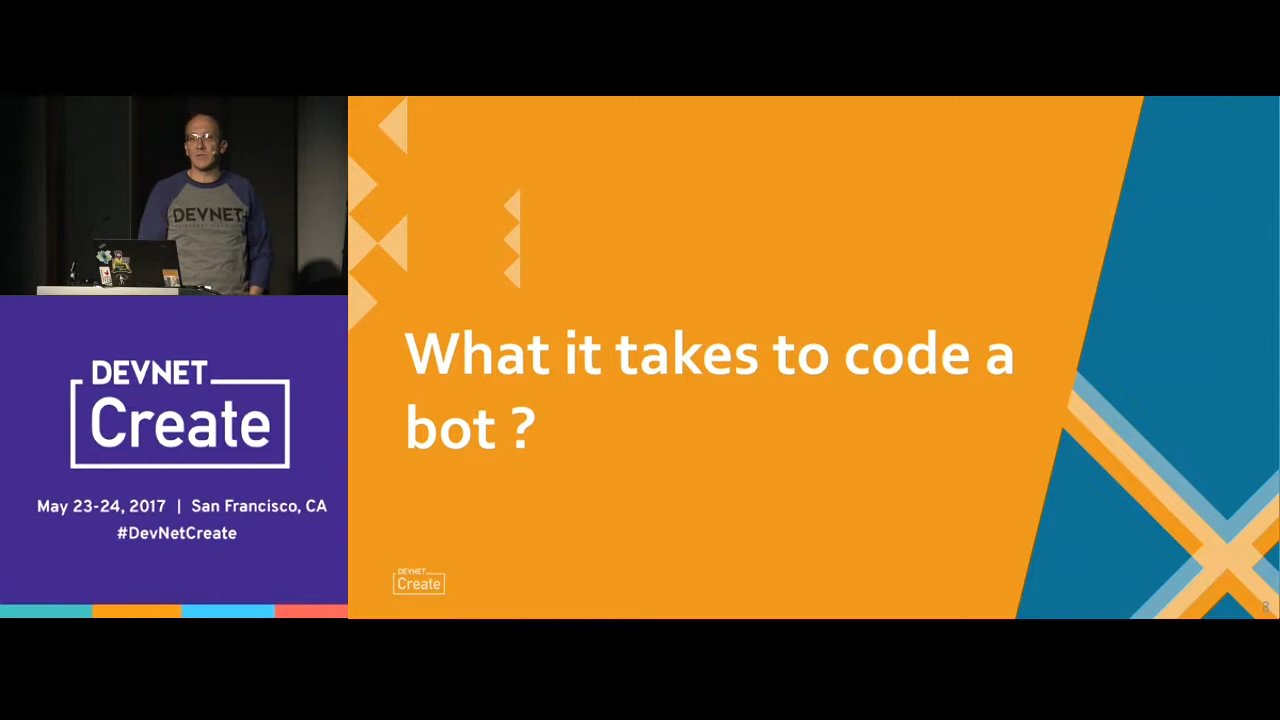 DEVNET
DEVNET
Create
May 23-24, 2017 | San Francisco, CA
#DevNetCreate
What it takes to code a
bot ?
DEVNET
Create
8